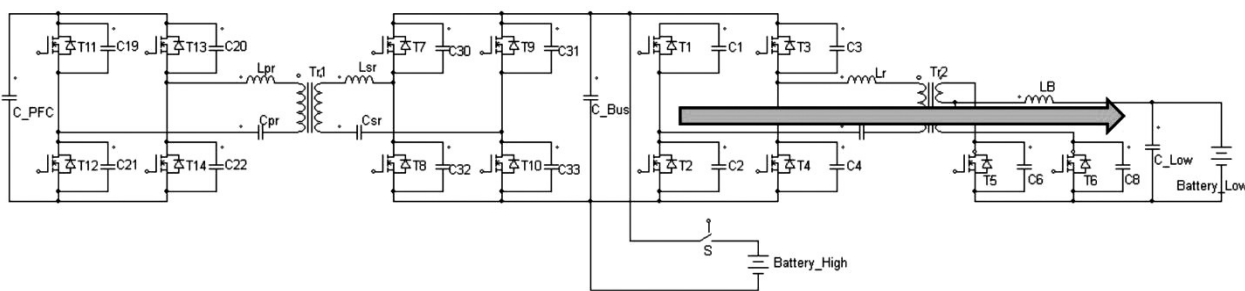 T11 C19 T13 C20 T7 C30 T9 C31 T1 C1 T3 C3
Lpr Tr1 Lsr Lr Tr2 LB
C_PFC C_Bus
Cpr Csr
T12 C21 T14 C22 T8 C32 T10 C33 T2 C2 T4 C4 T5 C6 T6 C8 C_Low
Battery_Low
S Battery_High